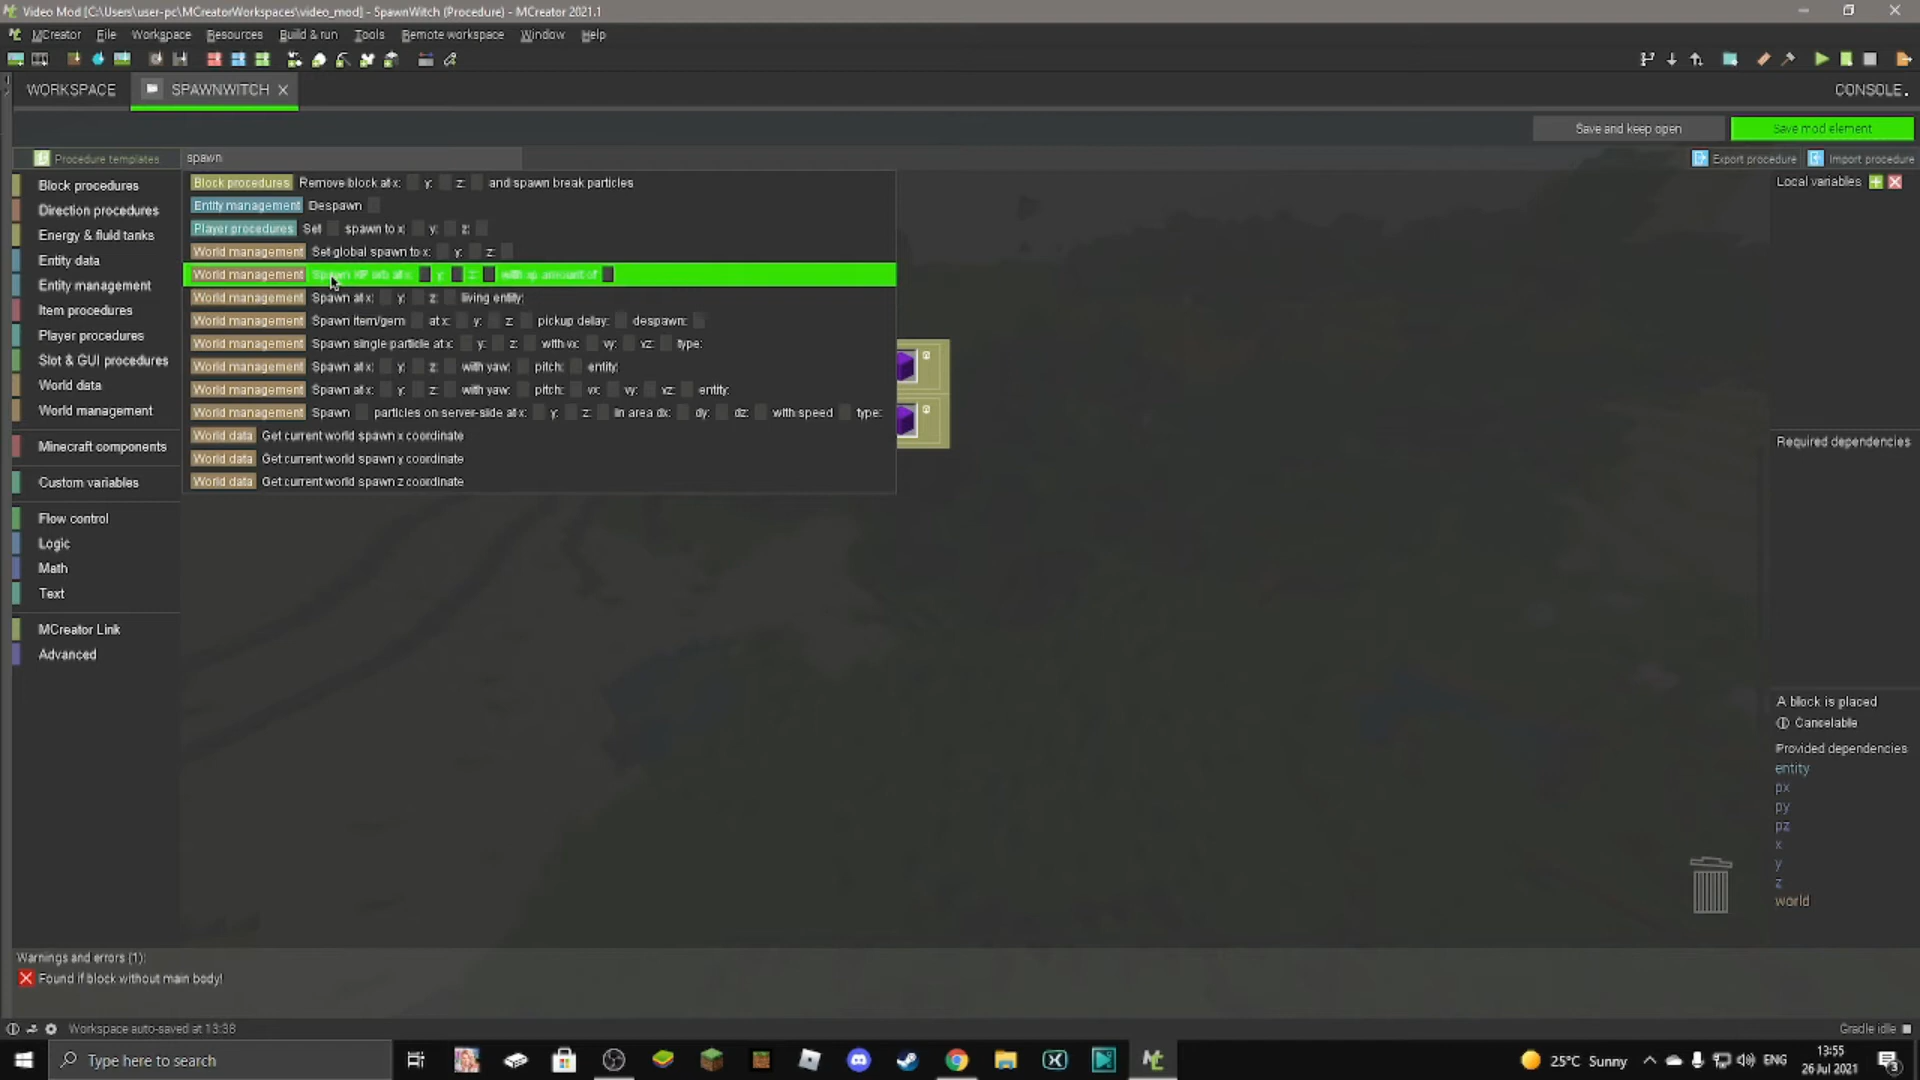 Video Mod [C:\Users\user-pc\MCreatorWorkspaces\video_mod] - SpawnWitch (Procedure) - MCreator 2021.1
MCreator File Workspace Resources Build & run Tools Remote workspace Window Help
WORKSPACE SPAWNWITCH CONSOLE
Save and keep open Save mod element
Procedure templates spawn Export procedure Import procedure
Block procedures
Direction procedures
Energy & fluid tanks
Entity data
Entity management
Item procedures
Player procedures
Slot & GUI procedures
World data
World management
Minecraft components
Custom variables
Flow control
Logic
Math
Text
MCreator Link
Advanced
Block procedures Remove block at x: y: z: and spawn break particles
Entity management Despawn
Player procedures Set spawn to x: y: z:
World management Set global spawn to x: y: z:
World management Spawn XP orb at x: y: z: with xp amount of
World management Spawn at x: y: z: living entity:
World management Spawn item/gem at x: y: z: pickup delay: despawn:
World management Spawn single particle at x: y: z: with vx: vy: vz: type:
World management Spawn at x: y: z: with yaw: pitch: entity:
World management Spawn at x: y: z: with yaw: pitch: vx: vy: vz: entity:
World management Spawn particles on server-side at x: y: z: in area dx: dy: dz: with speed type:
World data Get current world spawn x coordinate
World data Get current world spawn y coordinate
World data Get current world spawn z coordinate
Local variables
Required dependencies
A block is placed
Cancelable
Provided dependencies
entity
px
py
pz
x
y
z
world
Warnings and errors (1):
Found if block without main body!
Workspace auto-saved at 13:38 Gradle idle
Type here to search 25°C Sunny ENG 13:55
26 Jul 2021 3